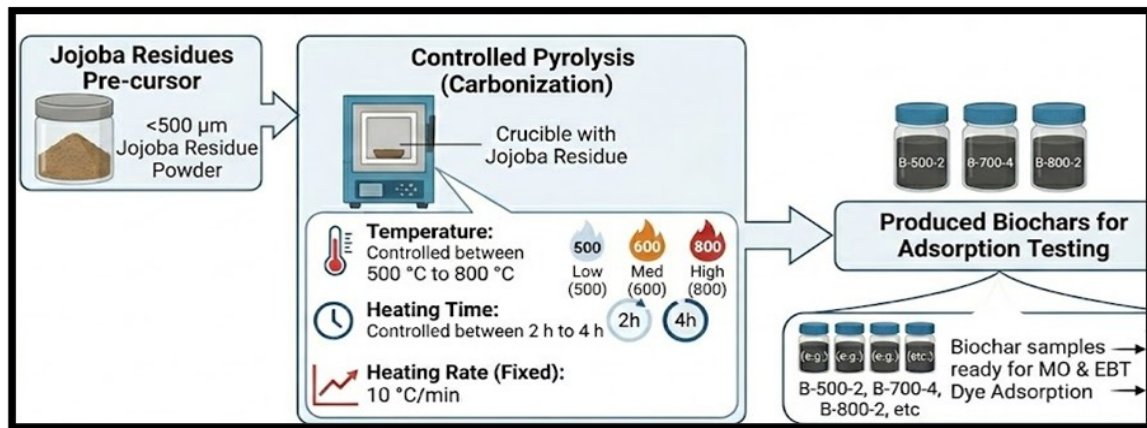 Jojoba Residues
Pre-cursor
<500 µm
Jojoba Residue
Powder
Controlled Pyrolysis
(Carbonization)
Crucible with
Jojoba Residue
Temperature:
Controlled between
500 °C to 800 °C
500
600
800
Low
(500)
Med
(600)
High
(800)
Heating Time:
Controlled between 2 h to 4 h
2h
4h
Heating Rate (Fixed):
10 °C/min
B-500-2
B-700-4
B-800-2
Produced Biochars for
Adsorption Testing
(e.g.)
(e.g.)
(e.g.)
(etc.)
B-500-2, B-700-4,
B-800-2, etc
Biochar samples
ready for MO & EBT
Dye Adsorption